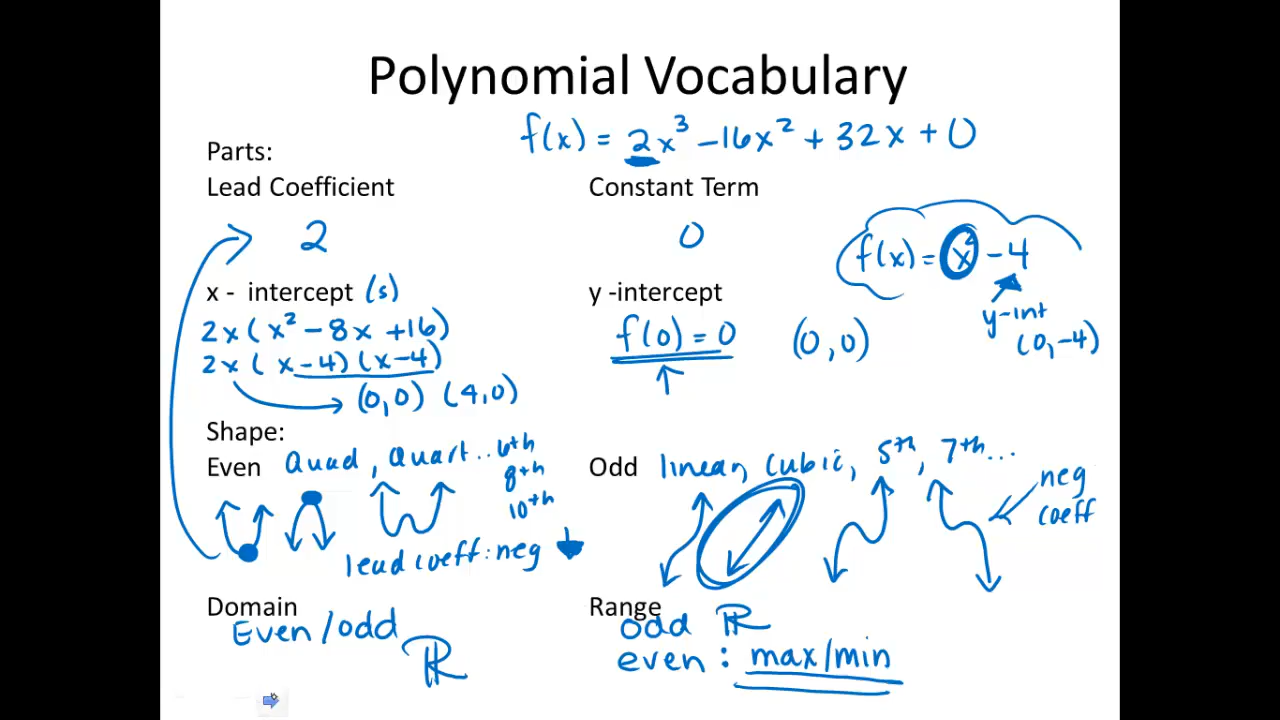 Polynomial Vocabulary
f(x) = 2x³ - 16x² + 32x + 0
Parts:
Lead Coefficient
Constant Term
2
0
f(x) = x² - 4
y-int
(0, -4)
x - intercept (s)
y -intercept
2x (x² - 8x + 16)
2x (x - 4) (x - 4)
(0,0) (4,0)
f(0) = 0 (0,0)
Shape:
Even Quad, Quart.. 6th
8th
10th
Odd linear, Cubic, 5th, 7th...
neg
coeff
lead coeff: neg
Domain
Even/odd
ℝ
Range
odd ℝ
even: max/min